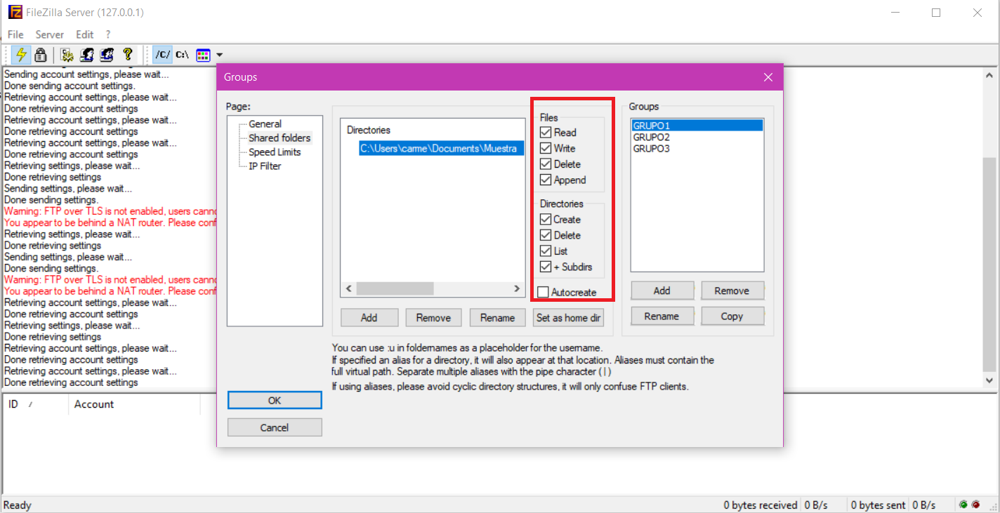 FileZilla Server (127.0.0.1)
File Server Edit ?
/C/ C:\
Sending account settings, please wait...
Done sending account settings.
Retrieving account settings, please wait...
Done retrieving account settings
Retrieving account settings, please wait...
Done retrieving account settings
Retrieving account settings, please wait...
Done retrieving account settings
Retrieving settings, please wait...
Done retrieving settings
Sending settings, please wait...
Done sending settings.
Warning: FTP over TLS is not enabled, users canno
You appear to be behind a NAT router. Please conf
Retrieving settings, please wait...
Done retrieving settings
Sending settings, please wait...
Done sending settings.
Warning: FTP over TLS is not enabled, users canno
You appear to be behind a NAT router. Please conf
Retrieving account settings, please wait...
Done retrieving account settings
Retrieving settings, please wait...
Done retrieving settings
Retrieving account settings, please wait...
Done retrieving account settings
Retrieving account settings, please wait...
Done retrieving account settings
Groups
Page:
General
Shared folders
Speed Limits
IP Filter
Directories
C:\Users\carme\Documents\Muestra
Files
Read
Write
Delete
Append
Directories
Create
Delete
List
+ Subdirs
Autocreate
Groups
GRUPO1
GRUPO2
GRUPO3
Add Remove
Rename Copy
Add Remove Rename Set as home dir
You can use :u in foldernames as a placeholder for the username.
If specified an alias for a directory, it will also appear at that location. Aliases must contain the
full virtual path. Separate multiple aliases with the pipe character (|)
If using aliases, please avoid cyclic directory structures, it will only confuse FTP clients.
OK
Cancel
ID / Account
Ready 0 bytes received 0 B/s 0 bytes sent 0 B/s